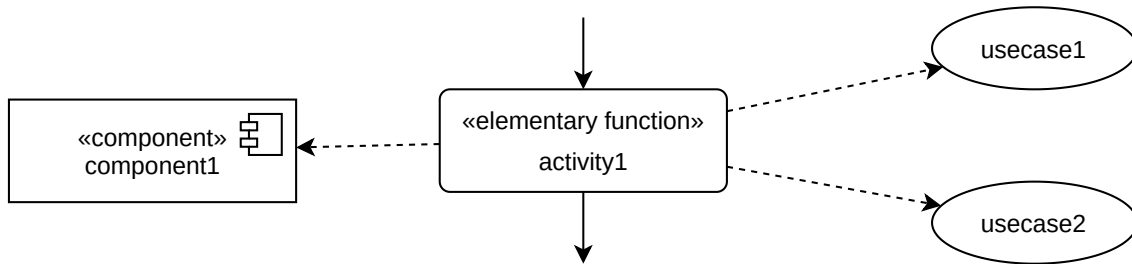 «component»
component1
«elementary function»
activity1
usecase1
usecase2